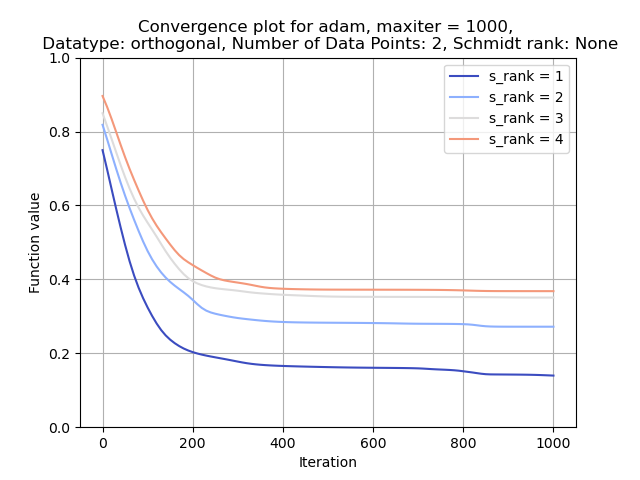 Convergence plot for adam, maxiter = 1000,
Datatype: orthogonal, Number of Data Points: 2, Schmidt rank: None
1.0
0.8
0.6
0.4
0.2
0.0
Function value
s_rank = 1
s_rank = 2
s_rank = 3
s_rank = 4
0 200 400 600 800 1000
Iteration